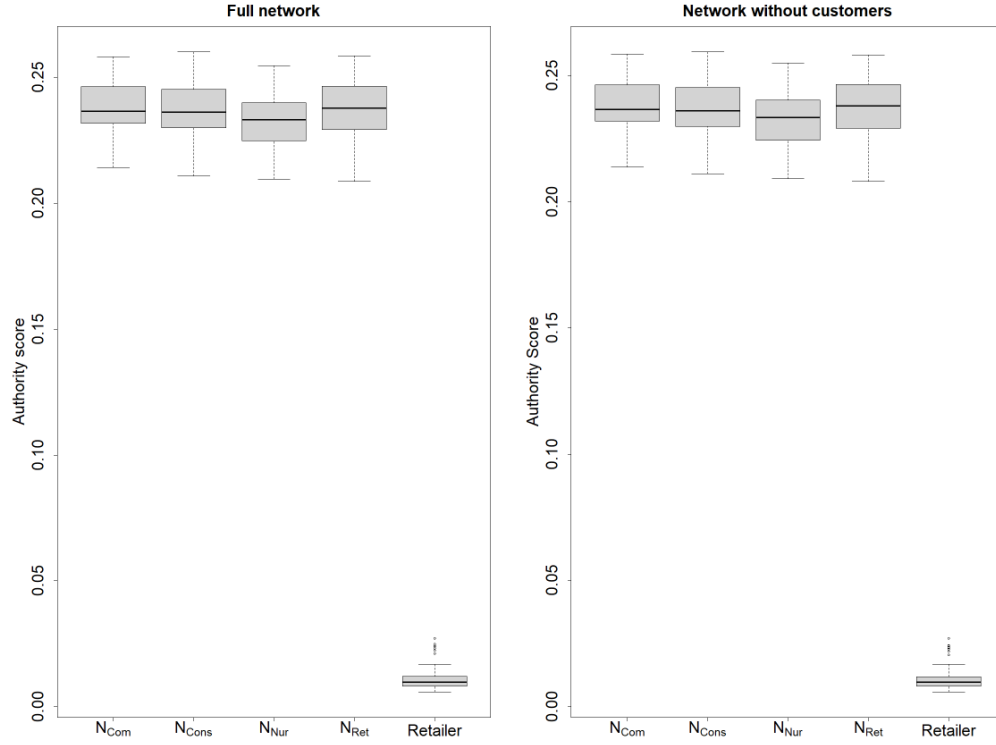 Full network
Authority score
0.25
0.20
0.15
0.10
0.05
0.00
N_Com N_Cons N_Nur N_Ret Retailer
Network without customers
Authority Score
0.25
0.20
0.15
0.10
0.05
0.00
N_Com N_Cons N_Nur N_Ret Retailer